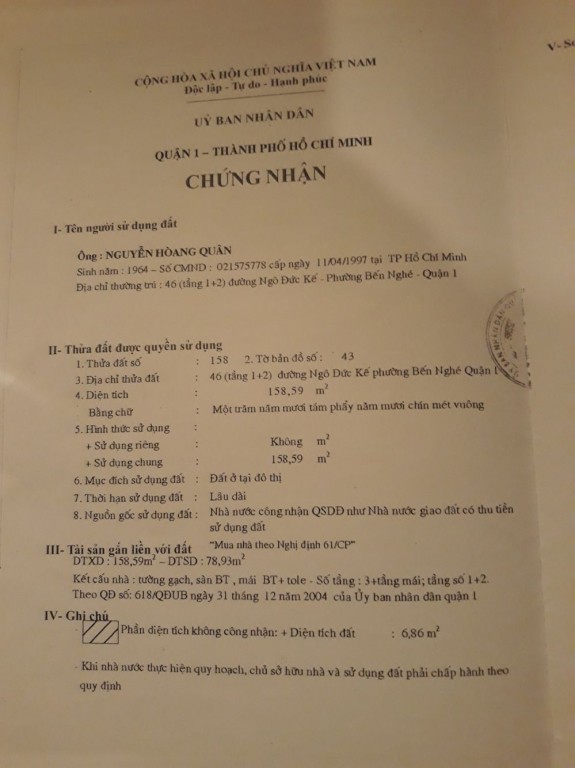 CỘNG HÒA XÃ HỘI CHỦ NGHĨA VIỆT NAM
Độc lập - Tự do - Hạnh phúc
UỶ BAN NHÂN DÂN
QUẬN 1 – THÀNH PHỐ HỒ CHÍ MINH
CHỨNG NHẬN
V- Số
I- Tên người sử dụng đất
Ông : NGUYỄN HÒANG QUÂN
Sinh năm : 1964 – Số CMND : 021575778 cấp ngày 11/04/1997 tại TP Hồ Chí Minh
Địa chỉ thường trú : 46 (tầng 1+2) đường Ngô Đức Kế - Phường Bến Nghé - Quận 1
II- Thửa đất được quyền sử dụng
1. Thửa đất số : 158 2. Tờ bản đồ số : 43
3. Địa chỉ thửa đất : 46 (tầng 1+2) đường Ngô Đức Kế phường Bến Nghé Quận 1
4. Diện tích : 158,59 m²
Bằng chữ : Một trăm năm mươi tám phẩy năm mươi chín mét vuông
5. Hình thức sử dụng :
+ Sử dụng riêng : Không m²
+ Sử dụng chung : 158,59 m²
6. Mục đích sử dụng đất : Đất ở tại đô thị
7. Thời hạn sử dụng đất : Lâu dài
8. Nguồn gốc sử dụng đất : Nhà nước công nhận QSDĐ như Nhà nước giao đất có thu tiền
sử dụng đất
"Mua nhà theo Nghị định 61/CP"
III- Tài sản gắn liền với đất
DTXD : 158,59m² – DTSD : 78,93m²
Kết cấu nhà : tường gạch, sàn BT , mái BT+ tole - Số tầng : 3+tầng mái; tầng số 1+2.
Theo QĐ số: 618/QĐUB ngày 31 tháng 12 năm 2004 của Ủy ban nhân dân quận 1
IV- Ghi chú
Phần diện tích không công nhận: + Diện tích đất : 6,86 m²
- Khi nhà nước thực hiện quy hoạch, chủ sở hữu nhà và sử dụng đất phải chấp hành theo
quy định